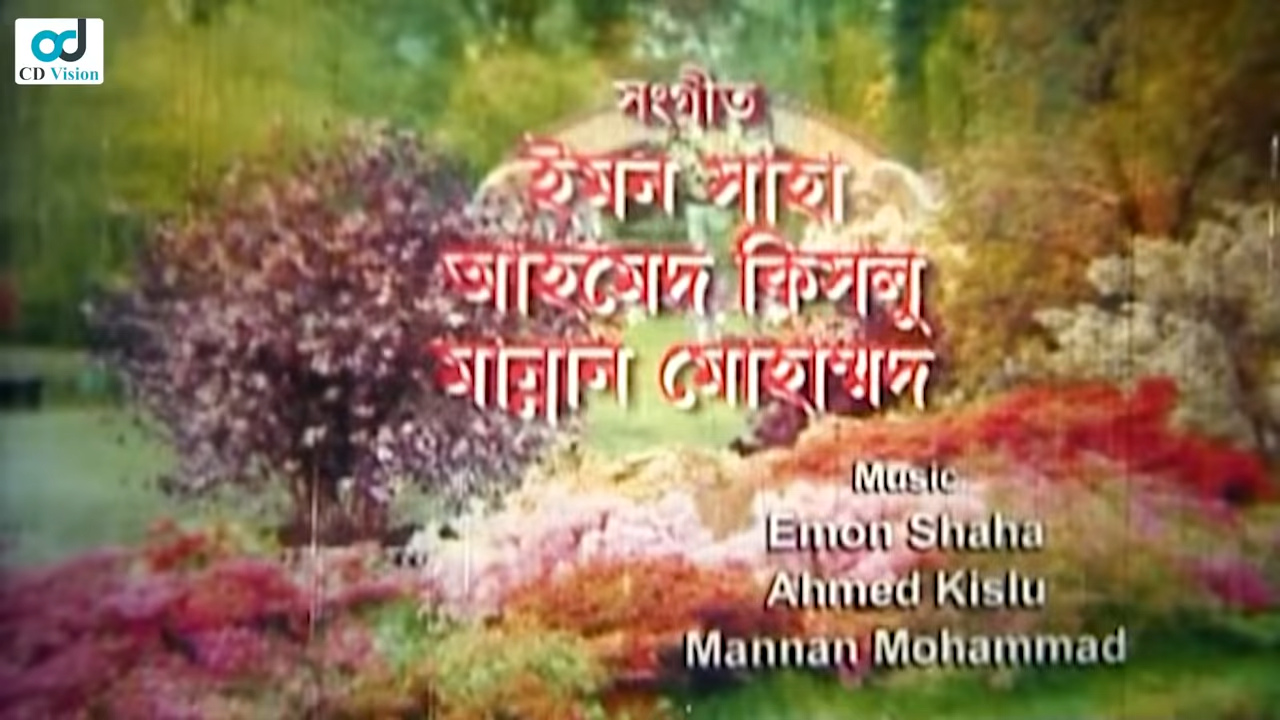 CD Vision
সংগীত
ইমন সাহা
আহমেদ কিসলু
মান্নান মোহাম্মদ
Music
Emon Shaha
Ahmed Kislu
Mannan Mohammad